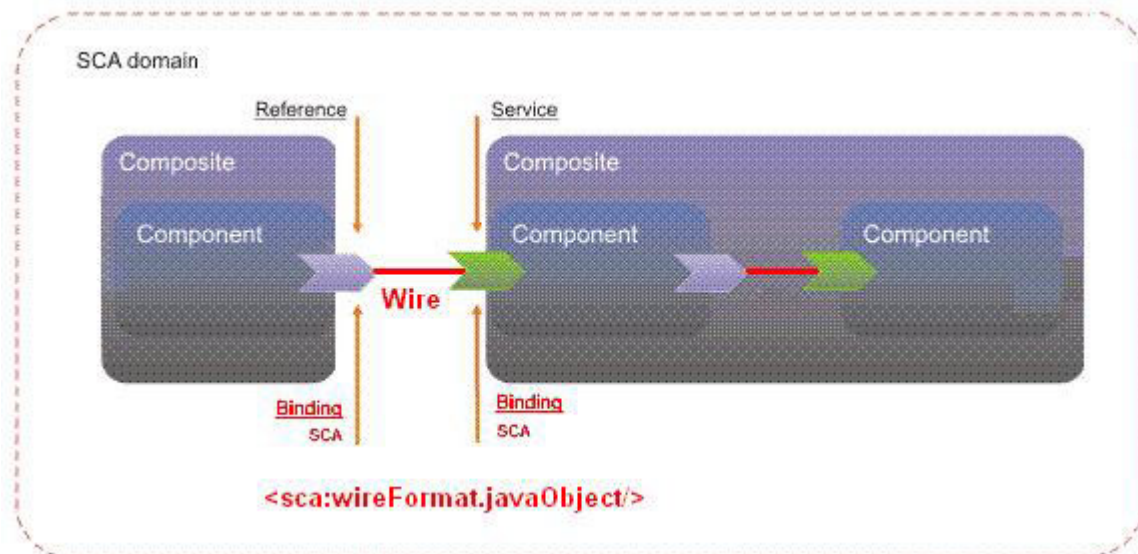 SCA domain
Reference
Service
Composite
Composite
Component
Component
Component
Wire
Binding
SCA
Binding
SCA
<sca:wireFormat.javaObject/>